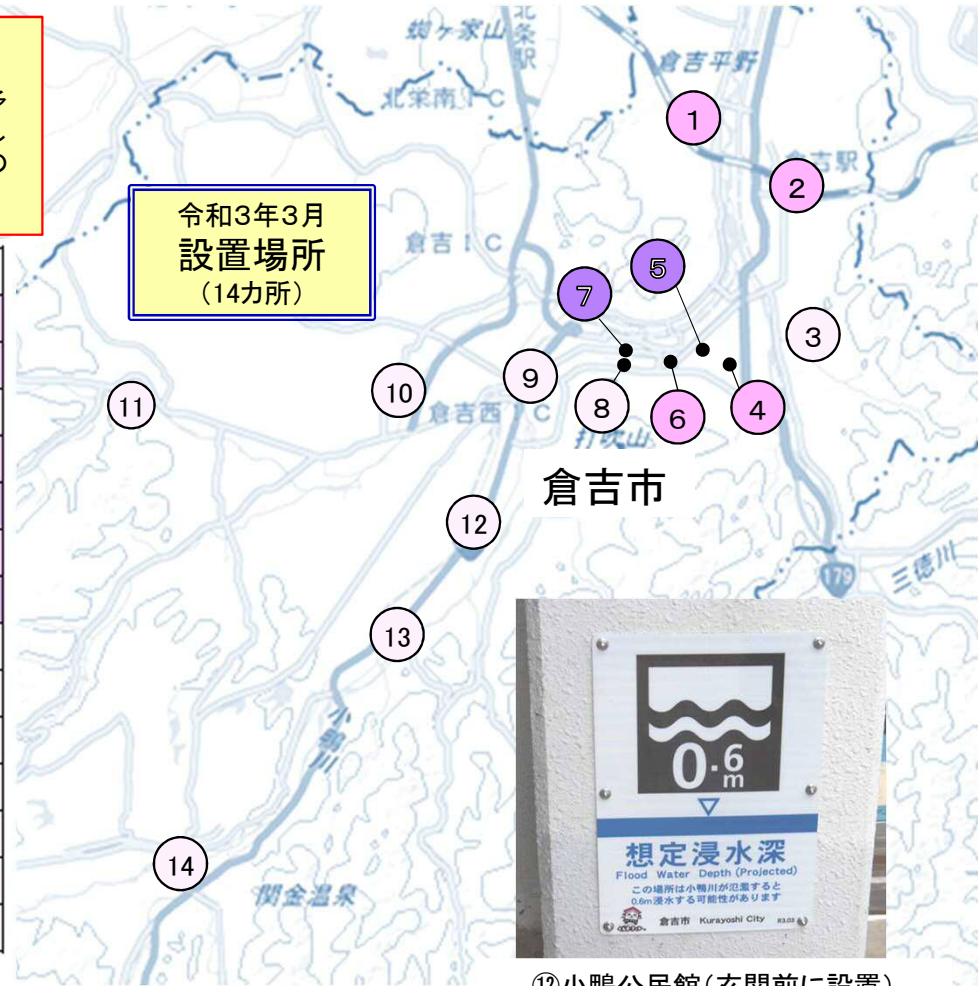 北条駅
倉吉平野
北栄南IC
1
倉吉駅
2
令和3年3月
設置場所
(14カ所)
倉吉IC
5
7
3
9
10
11
8
6
4
倉吉西IC
打吹山
倉吉市
12
179
三徳川
13
小鴨川
14
関金温泉
0.6
m
想定浸水深
Flood Water Depth (Projected)
この場所は小鴨川が氾濫すると
0.6m浸水する可能性があります
倉吉市 Kurayoshi City R3.03
⑫小鴨公民館(玄関前に設置)